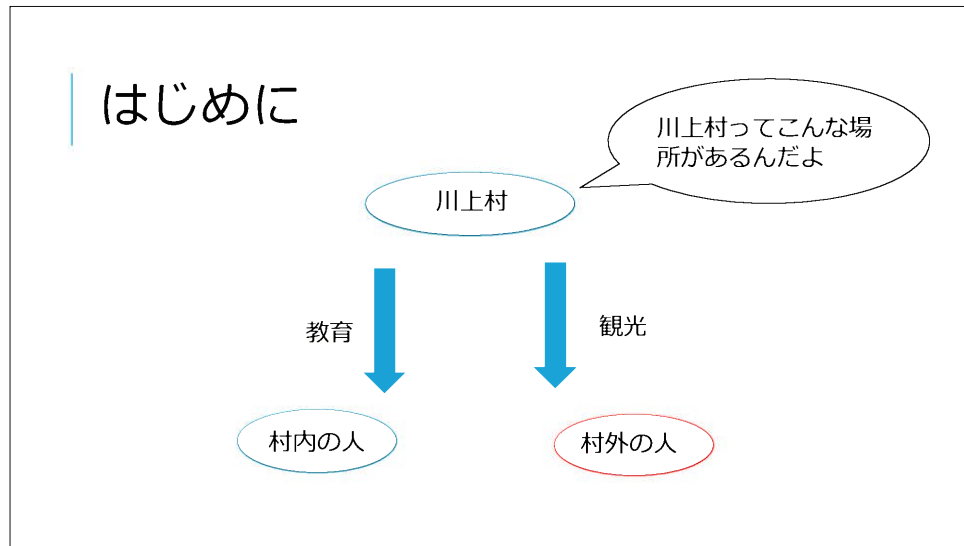 はじめに
川上村ってこんな場
所があるんだよ
川上村
教育
観光
村内の人
村外の人